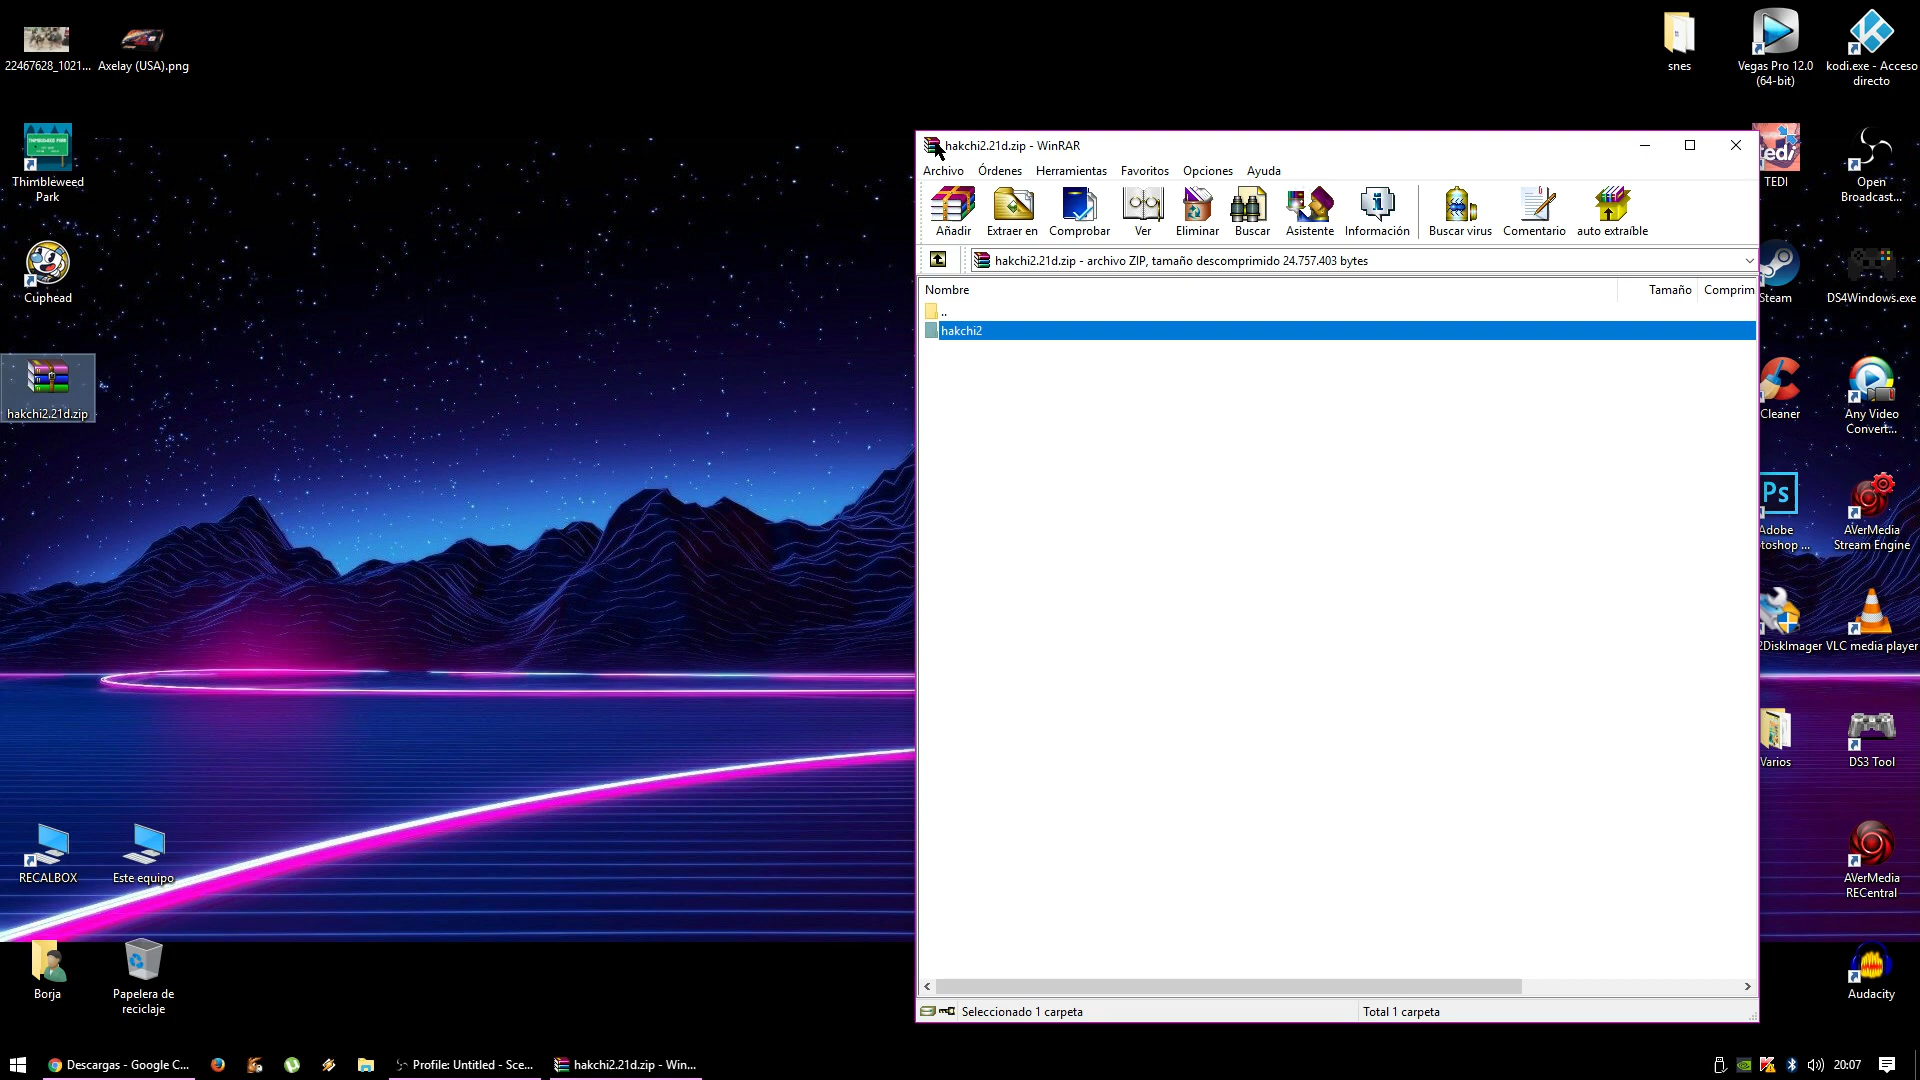 22467628_1021...
Axelay (USA).png
snes
Vegas Pro 12.0
(64-bit)
kodi.exe - Acceso
directo
THIMBLEWEED PARK
Thimbleweed
Park
Cuphead
hakchi2.21d.zip
RECALBOX
Este equipo
Borja
Papelera de
reciclaje
hakchi2.21d.zip - WinRAR
Archivo Órdenes Herramientas Favoritos Opciones Ayuda
Añadir Extraer en Comprobar Ver Eliminar Buscar Asistente Información Buscar virus Comentario auto extraíble
hakchi2.21d.zip - archivo ZIP, tamaño descomprimido 24.757.403 bytes
Nombre Tamaño Comprim
..
hakchi2
Seleccionado 1 carpeta Total 1 carpeta
tedi
TEDI
Open
Broadcast...
Steam
DS4Windows.exe
Cleaner
Any Video
Convert...
Ps
Adobe
toshop ...
AVerMedia
Stream Engine
2DiskImager
VLC media player
Varios
DS3 Tool
AVerMedia
RECentral
Audacity
Descargas - Google C...
Profile: Untitled - Sce...
hakchi2.21d.zip - Win...
20:07